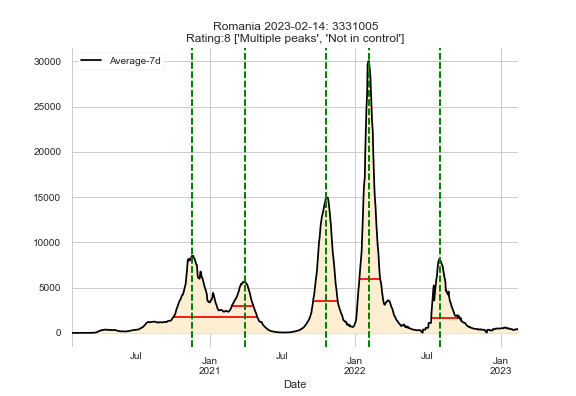 Romania 2023-02-14: 3331005
Rating:8 ['Multiple peaks', 'Not in control']
Average-7d
30000
25000
20000
15000
10000
5000
0
Jul
Jan
2021
Jul
Jan
2022
Jul
Jan
2023
Date